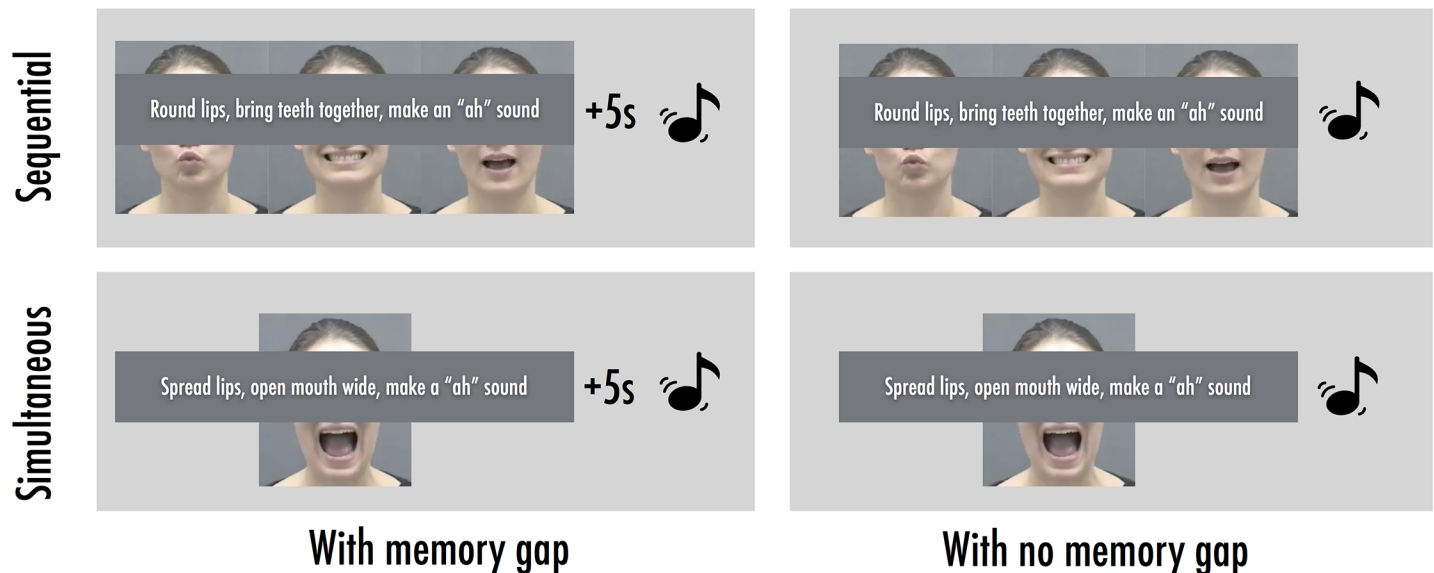 Sequential
Round lips, bring teeth together, make an “ah” sound
+5s
Round lips, bring teeth together, make an “ah” sound
Simultaneous
Spread lips, open mouth wide, make a “ah” sound
+5s
Spread lips, open mouth wide, make a “ah” sound
With memory gap
With no memory gap